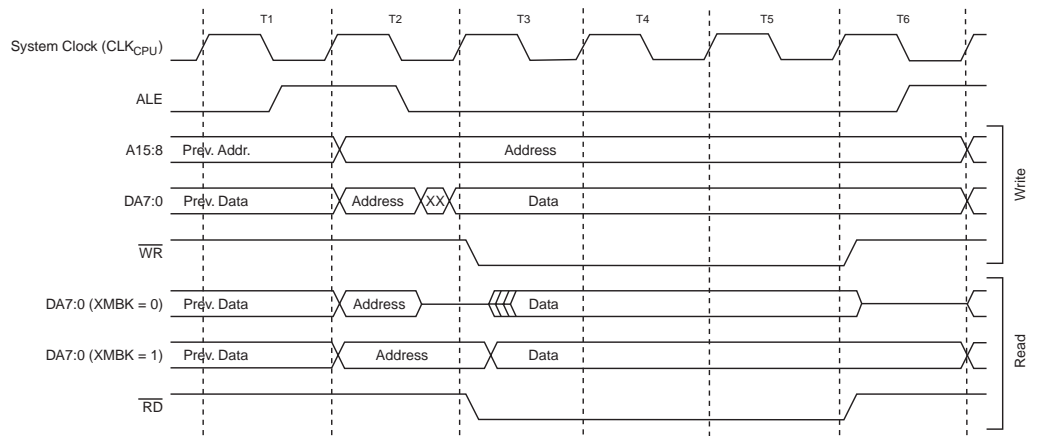 T1 T2 T3 T4 T5 T6
System Clock (CLKCPU)
ALE
A15:8 Prev. Addr. Address
DA7:0 Prev. Data Address XX Data
WR
Write
DA7:0 (XMBK = 0) Prev. Data Address Data
DA7:0 (XMBK = 1) Prev. Data Address Data
RD
Read